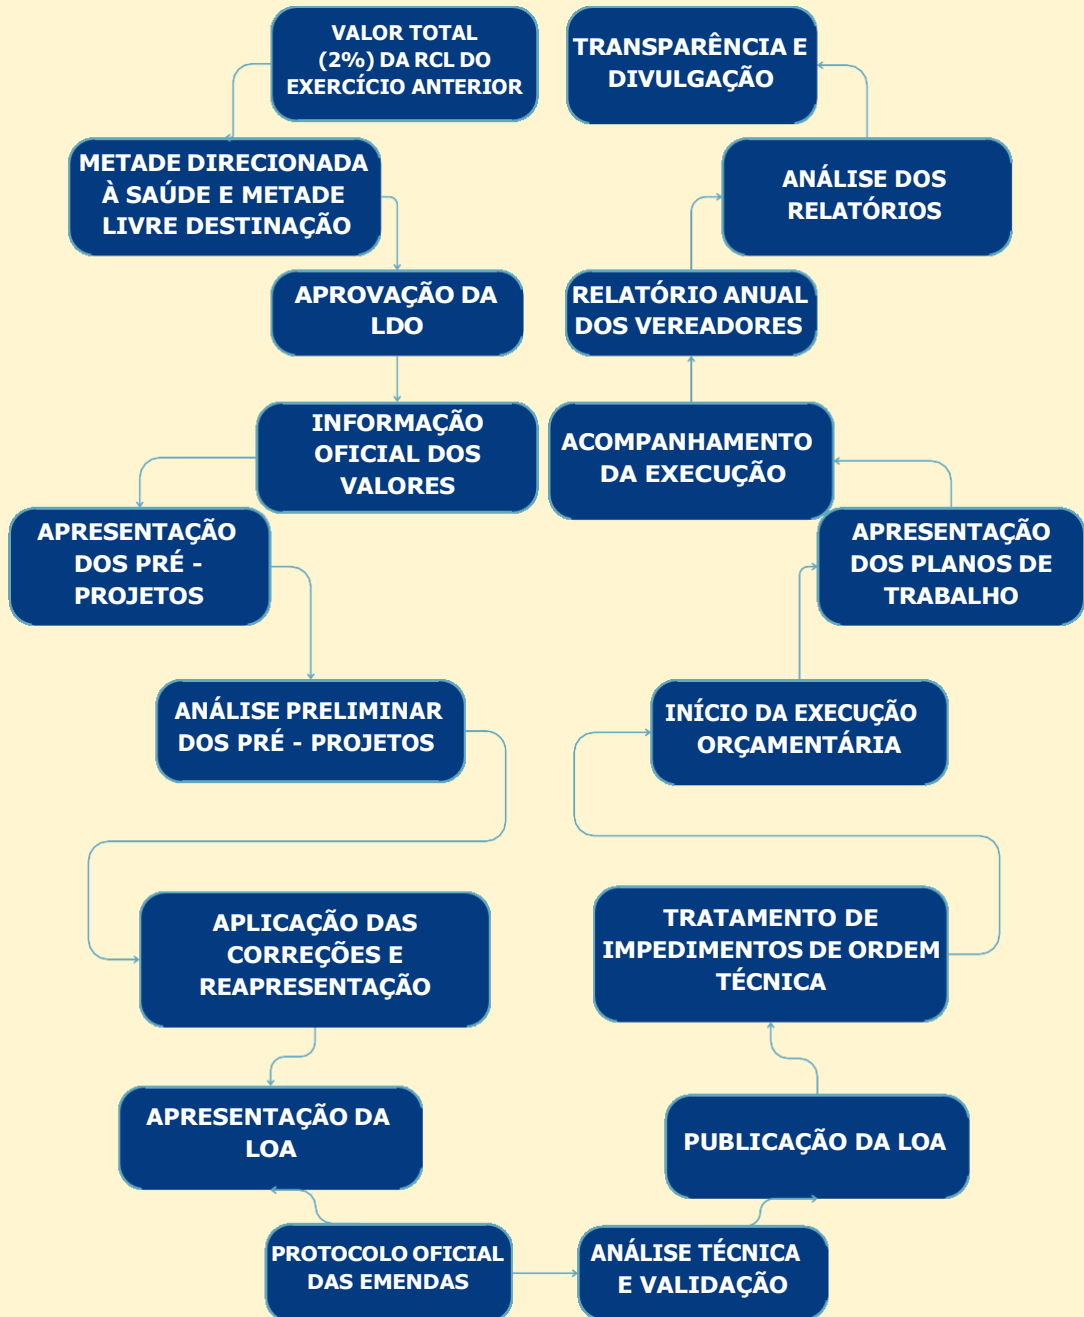 VALOR TOTAL
(2%) DA RCL DO
EXERCÍCIO ANTERIOR
METADE DIRECIONADA
À SAÚDE E METADE
LIVRE DESTINAÇÃO
APROVAÇÃO DA
LDO
INFORMAÇÃO
OFICIAL DOS
VALORES
APRESENTAÇÃO
DOS PRÉ -
PROJETOS
ANÁLISE PRELIMINAR
DOS PRÉ - PROJETOS
APLICAÇÃO DAS
CORREÇÕES E
REAPRESENTAÇÃO
APRESENTAÇÃO DA
LOA
PROTOCOLO OFICIAL
DAS EMENDAS
ANÁLISE TÉCNICA
E VALIDAÇÃO
PUBLICAÇÃO DA LOA
TRATAMENTO DE
IMPEDIMENTOS DE ORDEM
TÉCNICA
INÍCIO DA EXECUÇÃO
ORÇAMENTÁRIA
APRESENTAÇÃO
DOS PLANOS DE
TRABALHO
ACOMPANHAMENTO
DA EXECUÇÃO
RELATÓRIO ANUAL
DOS VEREADORES
ANÁLISE DOS
RELATÓRIOS
TRANSPARÊNCIA E
DIVULGAÇÃO